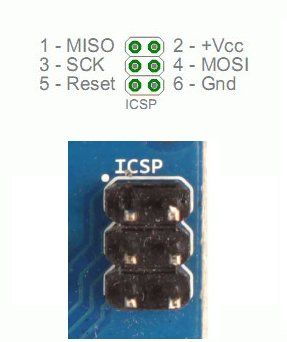 1 - MISO 2 - +Vcc
3 - SCK 4 - MOSI
5 - Reset 6 - Gnd
ICSP
ICSP